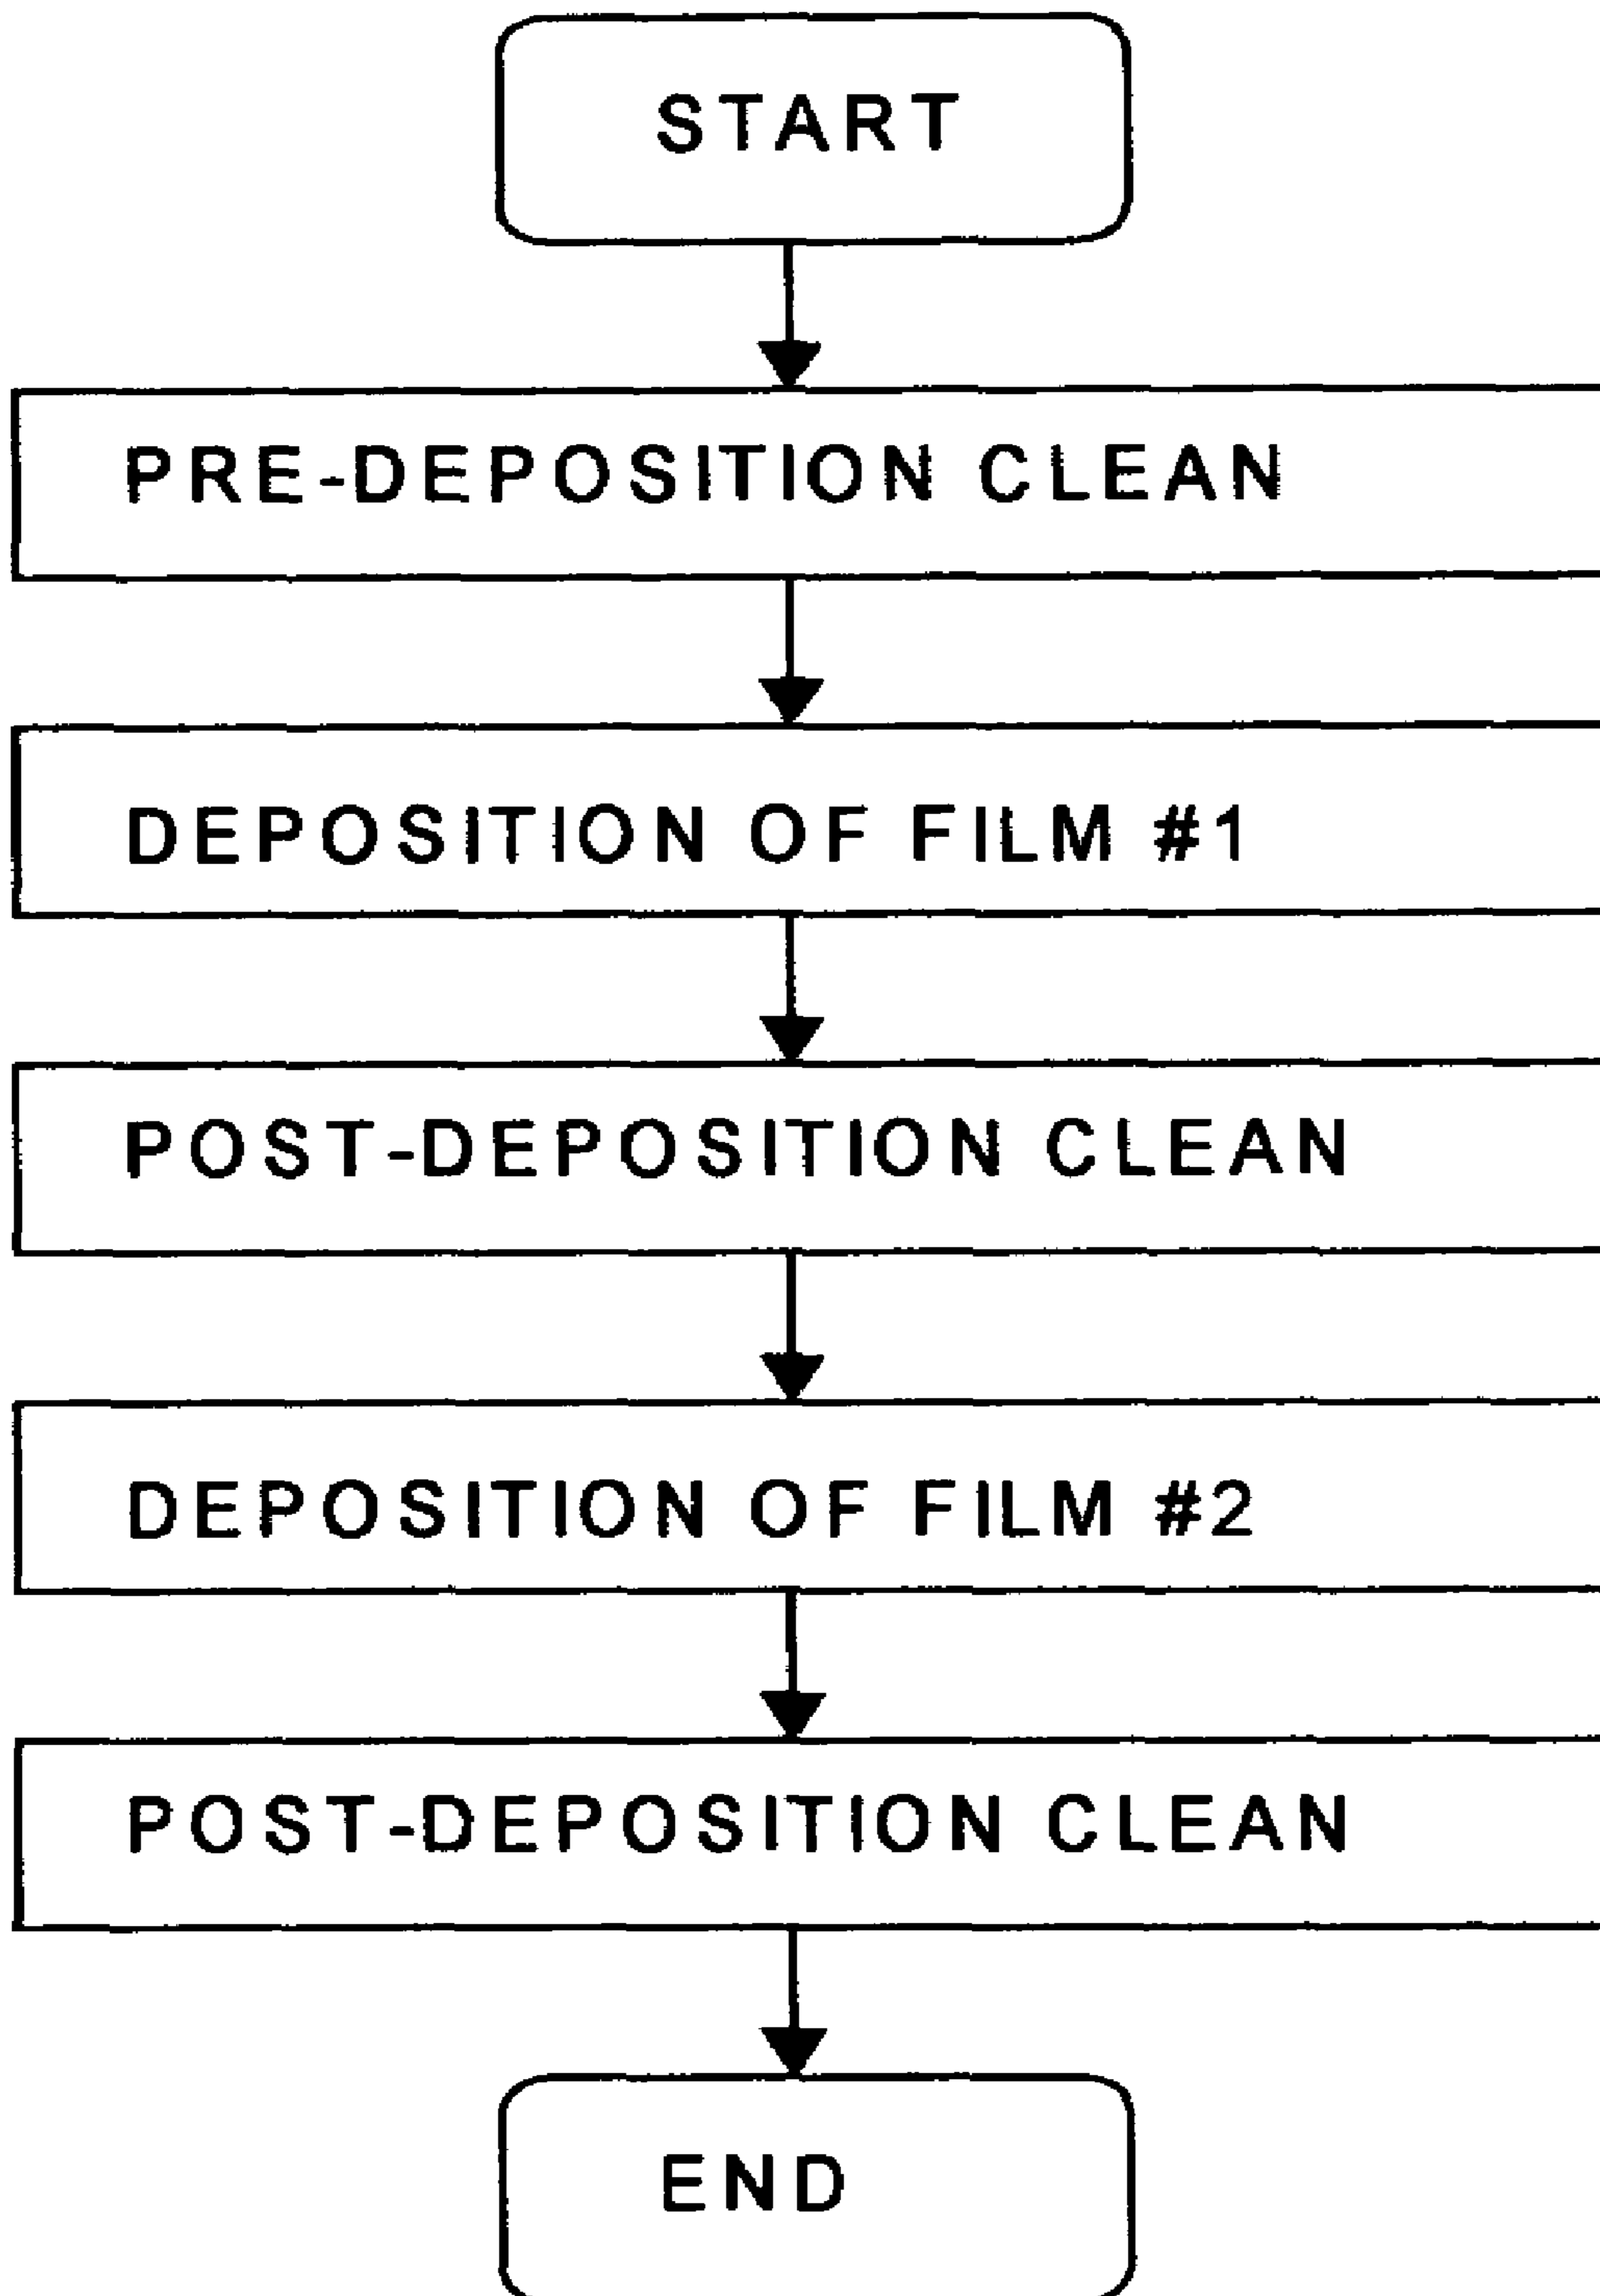 START
PRE-DEPOSITION CLEAN
DEPOSITION OF FILM #1
POST-DEPOSITION CLEAN
DEPOSITION OF FILM #2
POST-DEPOSITION CLEAN
END